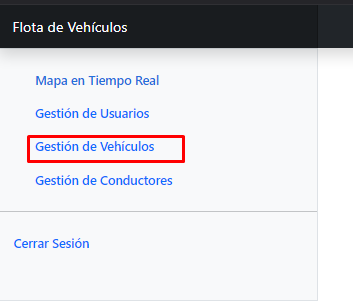 Flota de Vehículos
Mapa en Tiempo Real
Gestión de Usuarios
Gestión de Vehículos
Gestión de Conductores
Cerrar Sesión